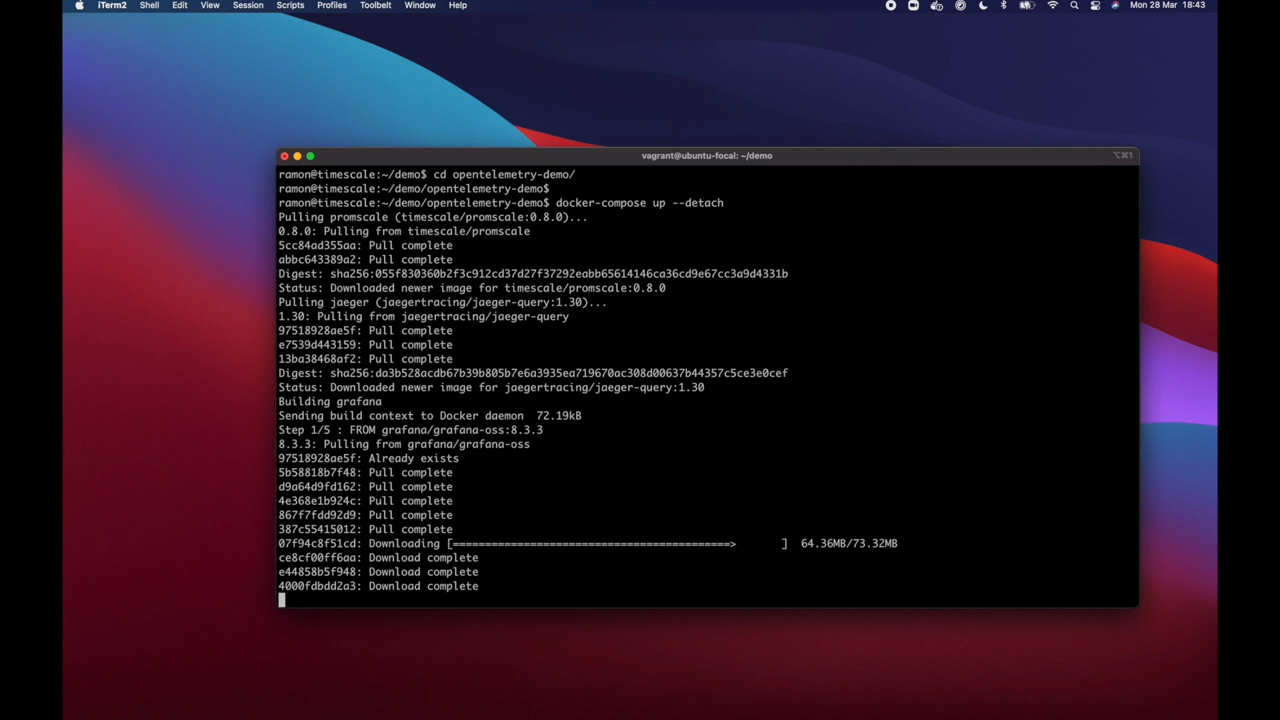 iTerm2 Shell Edit View Session Scripts Profiles Toolbelt Window Help Mon 28 Mar 18:43
vagrant@ubuntu-focal: ~/demo ⌥⌘1
ramon@timescale:~/demo$ cd opentelemetry-demo/
ramon@timescale:~/demo/opentelemetry-demo$
ramon@timescale:~/demo/opentelemetry-demo$ docker-compose up --detach
Pulling promscale (timescale/promscale:0.8.0)...
0.8.0: Pulling from timescale/promscale
5cc84ad355aa: Pull complete
abbc643389a2: Pull complete
Digest: sha256:055f830360b2f3c912cd37d27f37292eabb65614146ca36cd9e67cc3a9d4331b
Status: Downloaded newer image for timescale/promscale:0.8.0
Pulling jaeger (jaegertracing/jaeger-query:1.30)...
1.30: Pulling from jaegertracing/jaeger-query
97518928ae5f: Pull complete
e7539d443159: Pull complete
13ba38468af2: Pull complete
Digest: sha256:da3b528acdb67b39b805b7e6a3935ea719670ac308d00637b44357c5ce3e0cef
Status: Downloaded newer image for jaegertracing/jaeger-query:1.30
Building grafana
Sending build context to Docker daemon  72.19kB
Step 1/5 : FROM grafana/grafana-oss:8.3.3
8.3.3: Pulling from grafana/grafana-oss
97518928ae5f: Already exists
5b58818b7f48: Pull complete
d9a64d9fd162: Pull complete
4e368e1b924c: Pull complete
867f7fdd92d9: Pull complete
387c55415012: Pull complete
07f94c8f51cd: Downloading [===========================================>       ]  64.36MB/73.32MB
ce8cf00ff6aa: Download complete
e44858b5f948: Download complete
4000fdbdd2a3: Download complete